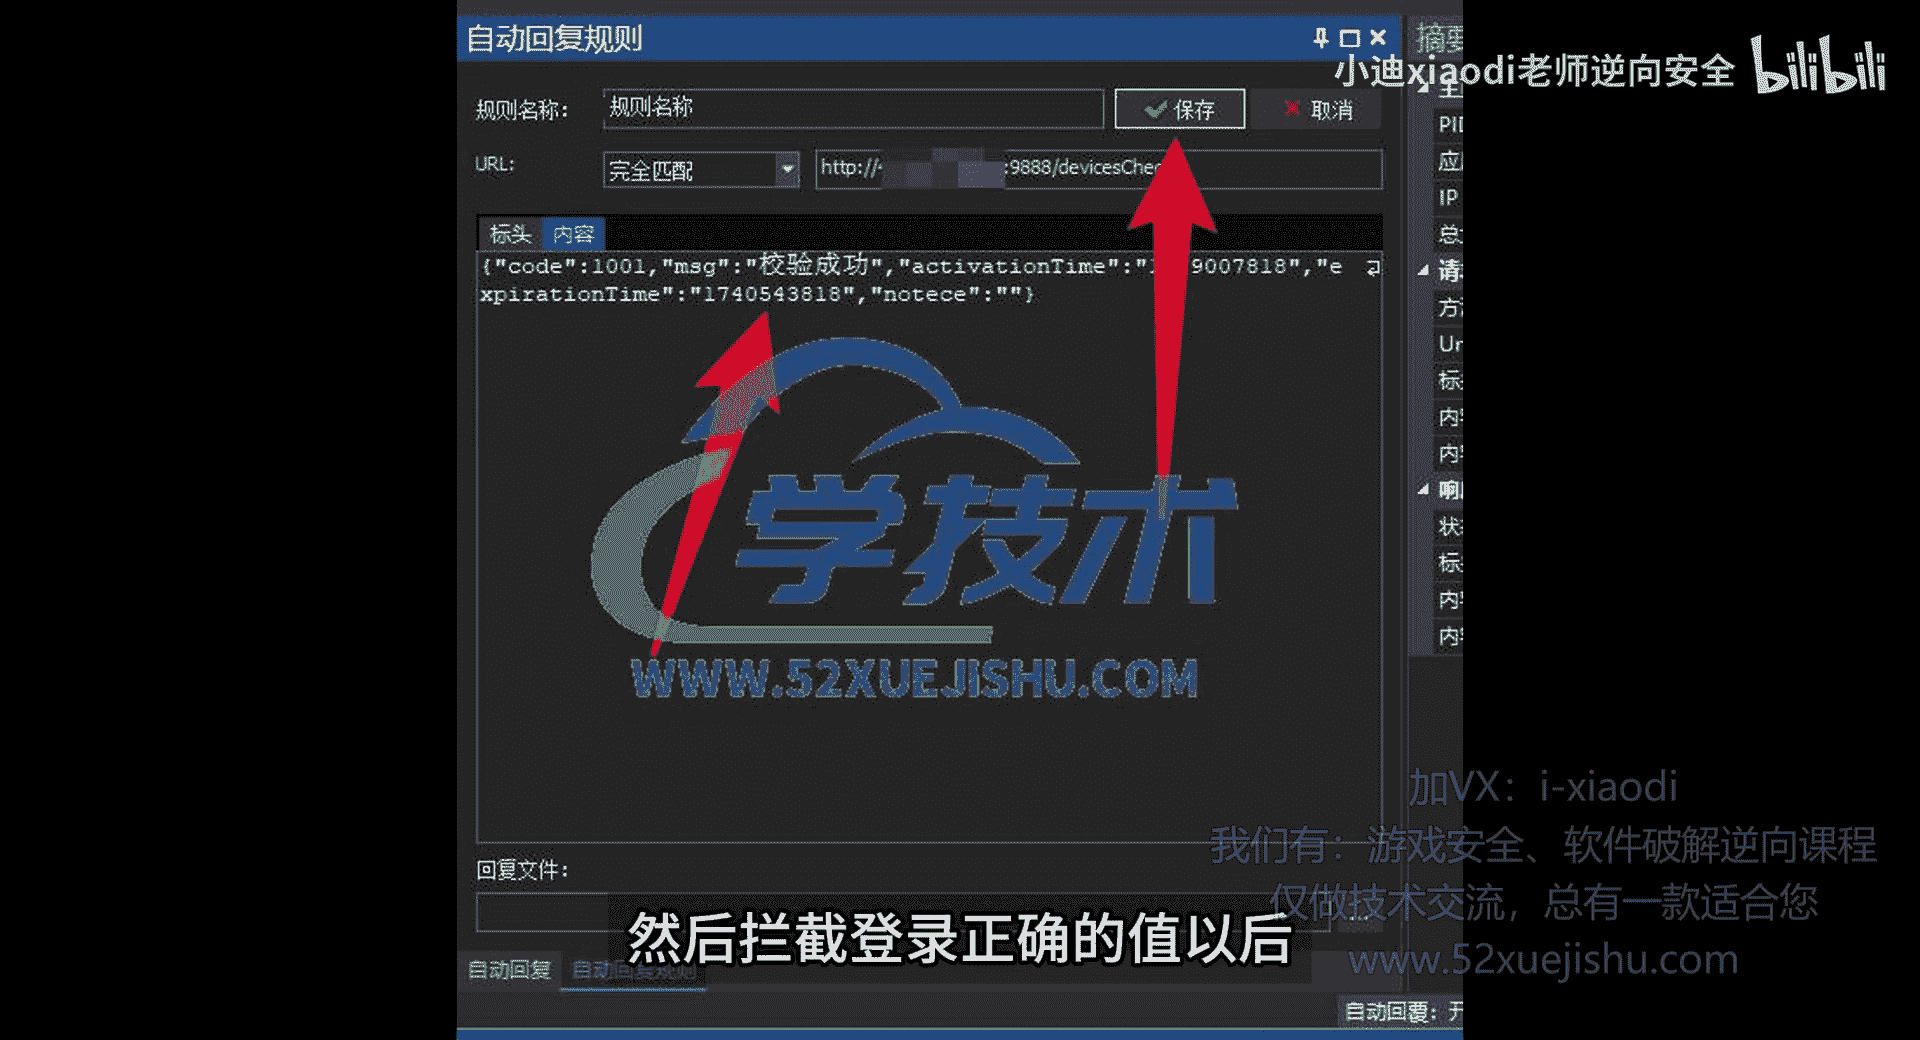 自动回复规则
摘要
小迪xiaodi老师逆向安全 bilibili
规则名称: 规则名称 保存 取消
URL: 完全匹配 http:// :9888/devicesChec
标头 内容
{"code":1001,"msg":"校验成功","activationTime":" 9007818","e
xpirationTime":"1740543818","notece":""}
PID
IP
学技术
WWW.52XUEJISHU.COM
加VX：i-xiaodi
我们有：游戏安全、软件破解逆向课程
仅做技术交流，总有一款适合您
www.52xuejishu.com
回复文件:
...
然后拦截登录正确的值以后
自动回复 自动回复规则
自动回覆: 开